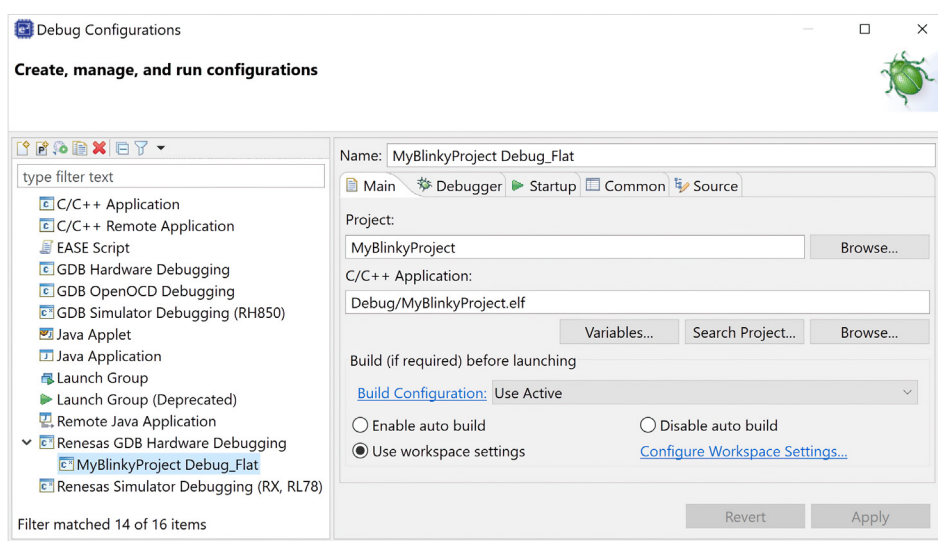 Debug Configurations
Create, manage, and run configurations
type filter text
C/C++ Application
C/C++ Remote Application
EASE Script
GDB Hardware Debugging
GDB OpenOCD Debugging
GDB Simulator Debugging (RH850)
Java Applet
Java Application
Launch Group
Launch Group (Deprecated)
Remote Java Application
Renesas GDB Hardware Debugging
MyBlinkyProject Debug_Flat
Renesas Simulator Debugging (RX, RL78)
Filter matched 14 of 16 items
Name: MyBlinkyProject Debug_Flat
Main Debugger Startup Common Source
Project:
MyBlinkyProject Browse...
C/C++ Application:
Debug/MyBlinkyProject.elf
Variables... Search Project... Browse...
Build (if required) before launching
Build Configuration: Use Active
Enable auto build Disable auto build
Use workspace settings Configure Workspace Settings...
Revert Apply